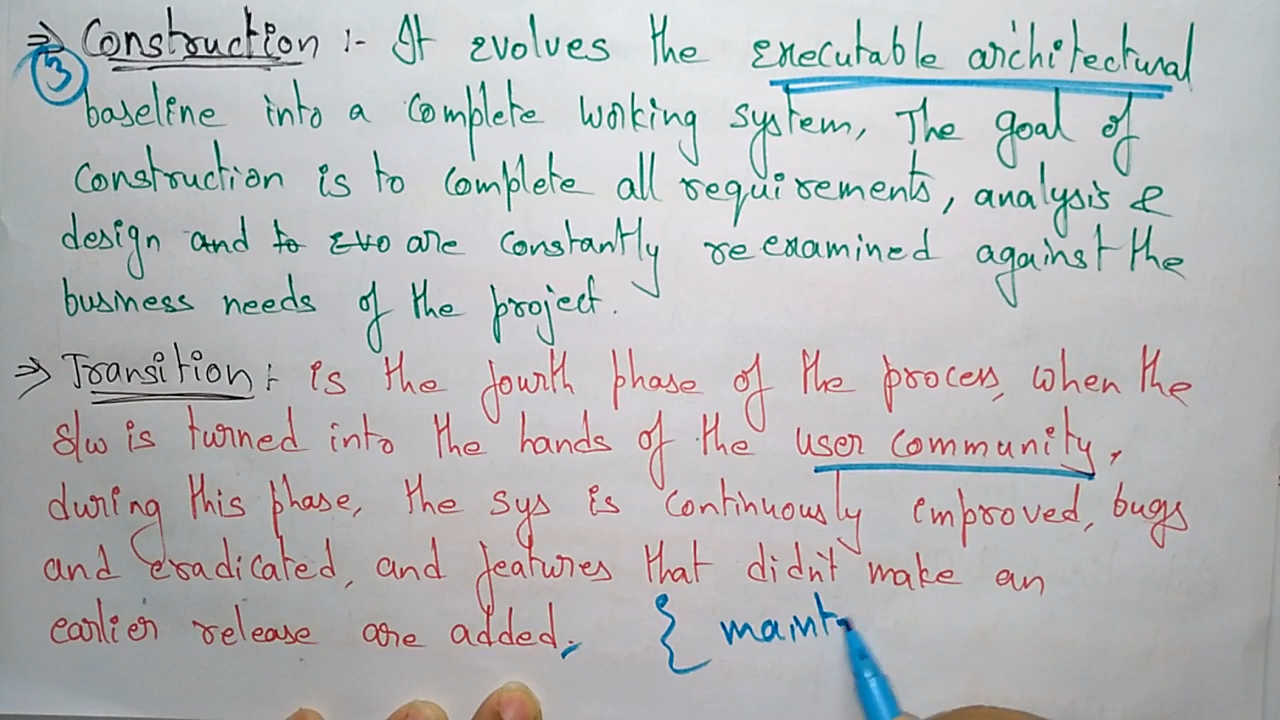 ⇒ Construction :- It evolves the executable architectural
③ baseline into a complete working system, The goal of
Construction is to complete all requirements, analysis &
design and to evo are constantly reexamined against the
business needs of the project.
⇒ Transition :- is the fourth phase of the process, when the
s/w is turned into the hands of the user community,
during this phase, the sys is continuously improved, bugs
and eradicated, and features that didn't make an
earlier release are added. { maint